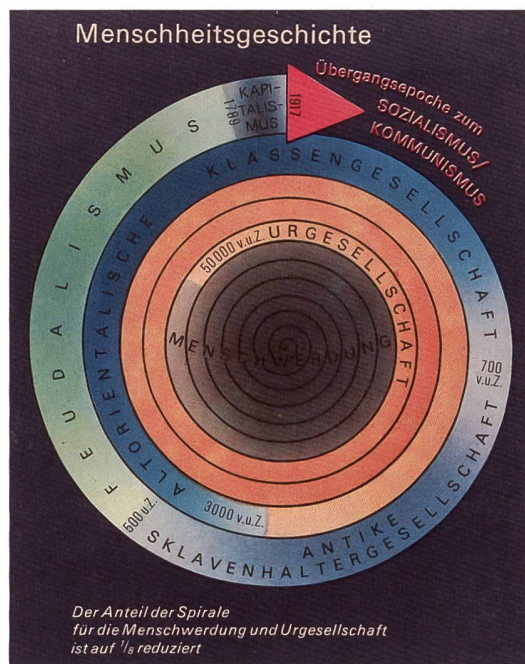 Menschheitsgeschichte
Übergangsepoche zum
SOZIALISMUS/
KOMMUNISMUS
1917
KAPI-
TALIS-
MUS
1789
FEUDALISMUS
500 u.Z.
ANTIKE
SKLAVENHALTERGESELLSCHAFT
700
v.u.Z.
ALTORIENTALISCHE KLASSENGESELLSCHAFT
3000 v.u.Z.
URGESELLSCHAFT
50 000 v.u.Z.
MENSCHWERDUNG
Der Anteil der Spirale
für die Menschwerdung und Urgesellschaft
ist auf 1/8 reduziert